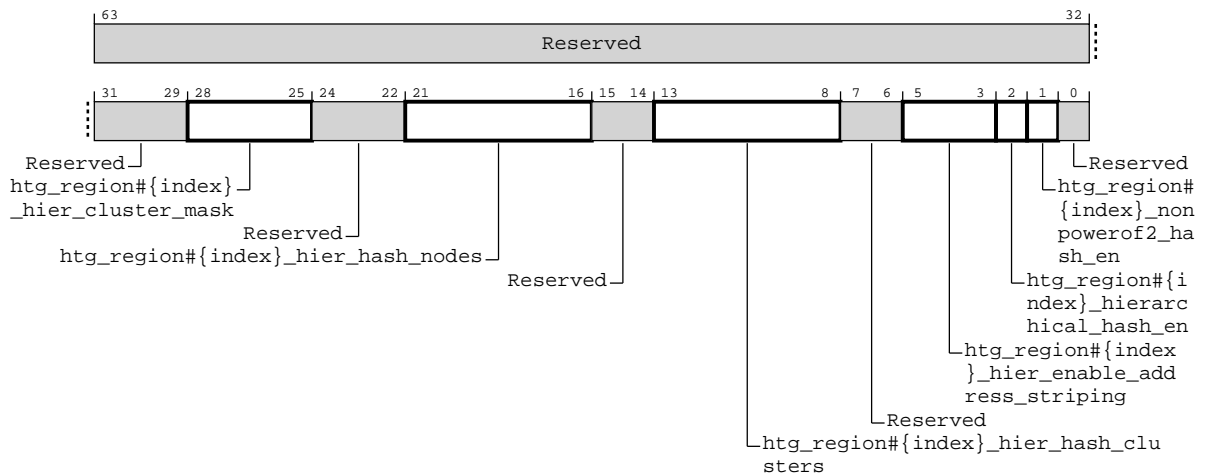 63 32
Reserved
31 29 28 25 24 22 21 16 15 14 13 8 7 6 5 3 2 1 0
Reserved
htg_region#{index}
_hier_cluster_mask
Reserved
htg_region#{index}_hier_hash_nodes
Reserved
Reserved
htg_region#
{index}_non
powerof2_ha
sh_en
htg_region#{i
ndex}_hierarc
hical_hash_en
htg_region#{index
}_hier_enable_add
ress_striping
Reserved
htg_region#{index}_hier_hash_clu
sters